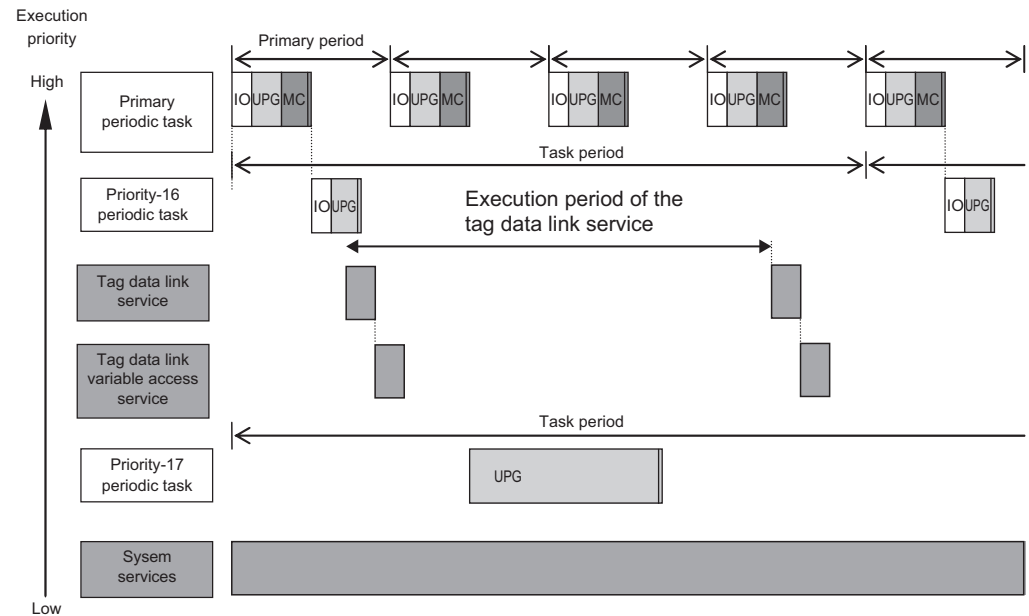 Execution
priority
High
Primary period
Primary
periodic task
IO UPG MC
IO UPG MC
IO UPG MC
IO UPG MC
IO UPG MC
Task period
Priority-16
periodic task
IO UPG
Execution period of the
tag data link service
IO UPG
Tag data link
service
Tag data link
variable access
service
Task period
Priority-17
periodic task
UPG
Sysem
services
Low